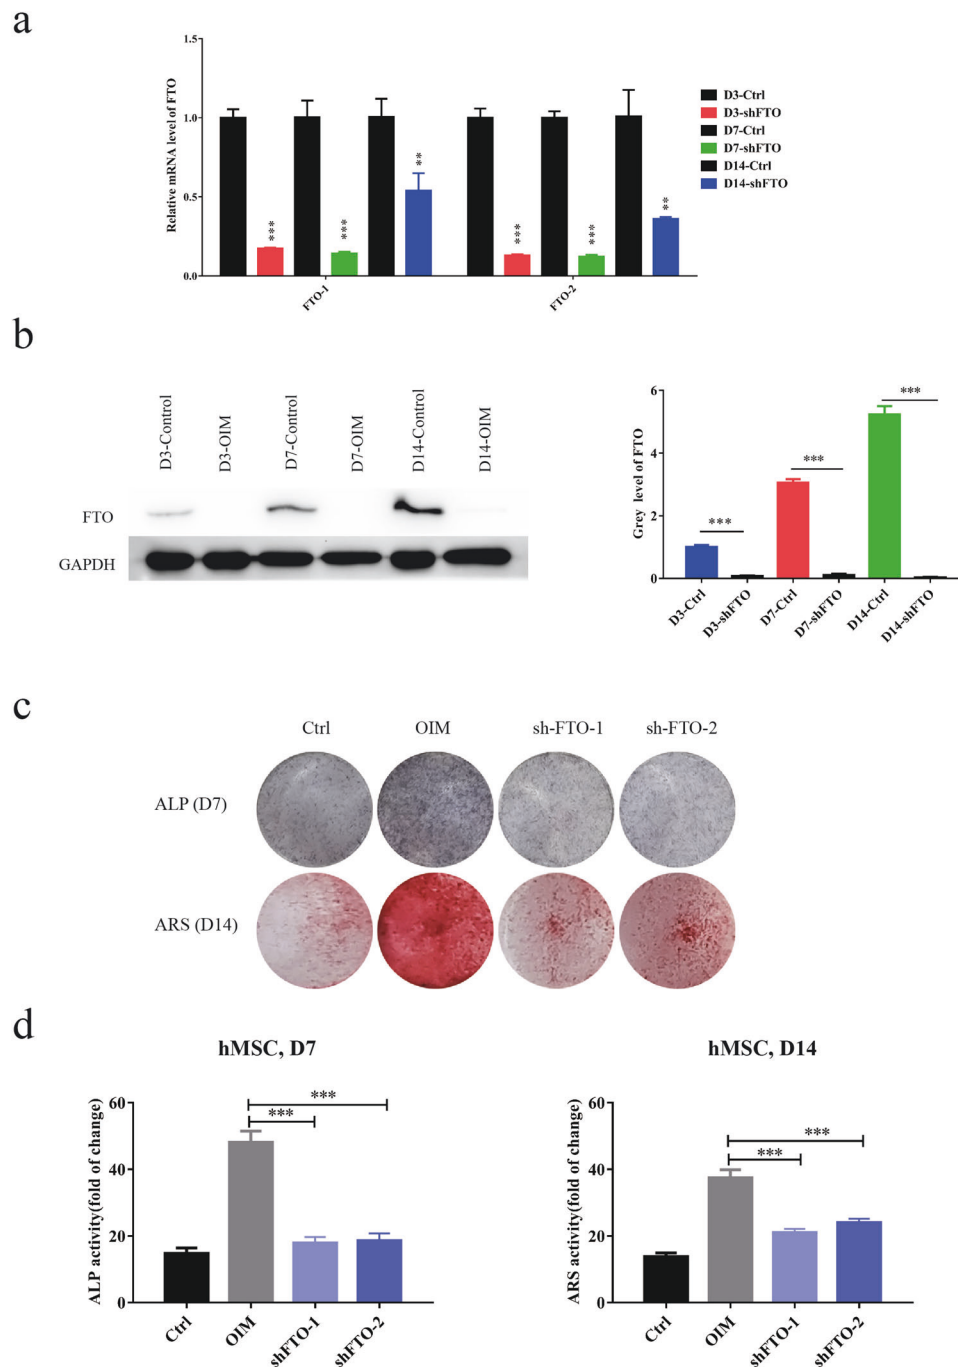 a
1.5
1.0
0.5
0.0
Relative mRNA level of FTO
***
***
**
***
***
**
FTO-1
FTO-2
D3-Ctrl
D3-shFTO
D7-Ctrl
D7-shFTO
D14-Ctrl
D14-shFTO
b
D3-Control
D3-OIM
D7-Control
D7-OIM
D14-Control
D14-OIM
FTO
GAPDH
Grey level of FTO
6
4
2
0
***
***
***
D3-Ctrl
D3-shFTO
D7-Ctrl
D7-shFTO
D14-Ctrl
D14-shFTO
c
Ctrl OIM sh-FTO-1 sh-FTO-2
ALP (D7)
ARS (D14)
d
hMSC, D7
ALP activity(fold of change)
60
40
20
0
***
***
Ctrl
OIM
shFTO-1
shFTO-2
hMSC, D14
ARS activity(fold of change)
60
40
20
0
***
***
Ctrl
OIM
shFTO-1
shFTO-2